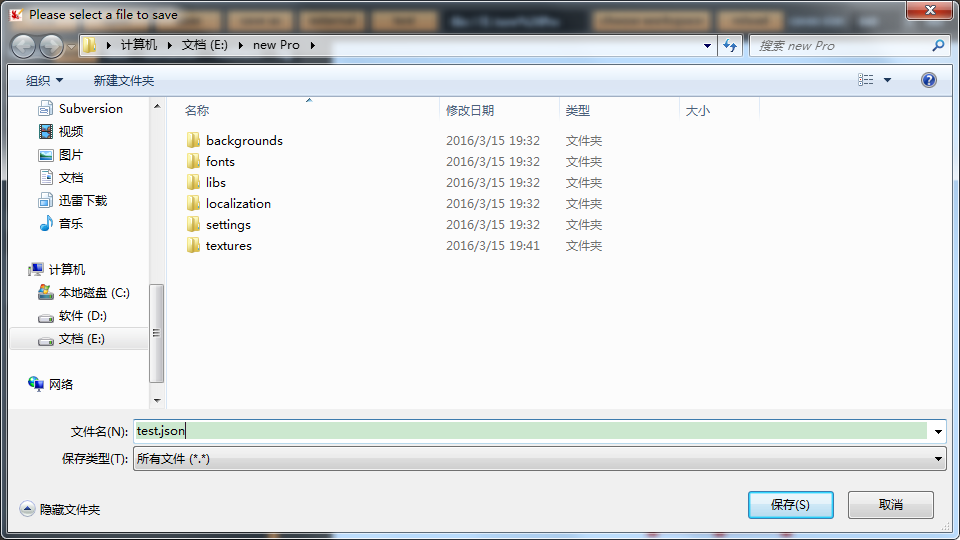 Please select a file to save
计算机 文档 (E:) new Pro
搜索 new Pro
组织 新建文件夹
Subversion
视频
图片
文档
迅雷下载
音乐
计算机
本地磁盘 (C:)
软件 (D:)
文档 (E:)
网络
名称 修改日期 类型 大小
backgrounds 2016/3/15 19:32 文件夹
fonts 2016/3/15 19:32 文件夹
libs 2016/3/15 19:32 文件夹
localization 2016/3/15 19:32 文件夹
settings 2016/3/15 19:32 文件夹
textures 2016/3/15 19:41 文件夹
文件名(N): test.json
保存类型(T): 所有文件 (*.*)
隐藏文件夹
保存(S) 取消